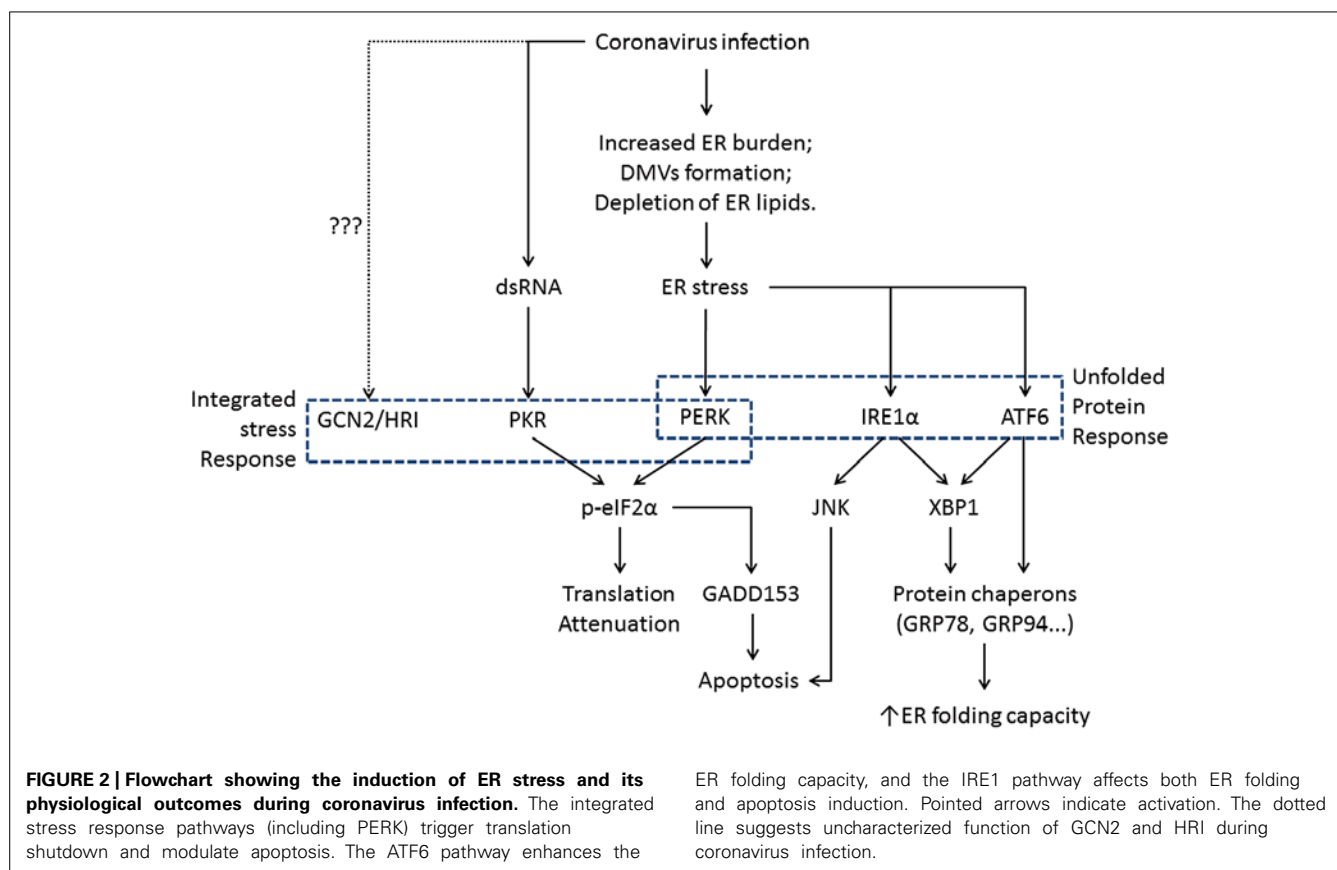 Coronavirus infection
Increased ER burden;
DMVs formation;
Depletion of ER lipids.
???
dsRNA
ER stress
Integrated
stress
Response
GCN2/HRI
PKR
PERK
IRE1α
ATF6
Unfolded
Protein
Response
p-eIF2α
JNK
XBP1
Translation
Attenuation
GADD153
Protein chaperons
(GRP78, GRP94...)
Apoptosis
↑ER folding capacity
FIGURE 2 | Flowchart showing the induction of ER stress and its
physiological outcomes during coronavirus infection. The integrated
stress response pathways (including PERK) trigger translation
shutdown and modulate apoptosis. The ATF6 pathway enhances the
ER folding capacity, and the IRE1 pathway affects both ER folding
and apoptosis induction. Pointed arrows indicate activation. The dotted
line suggests uncharacterized function of GCN2 and HRI during
coronavirus infection.